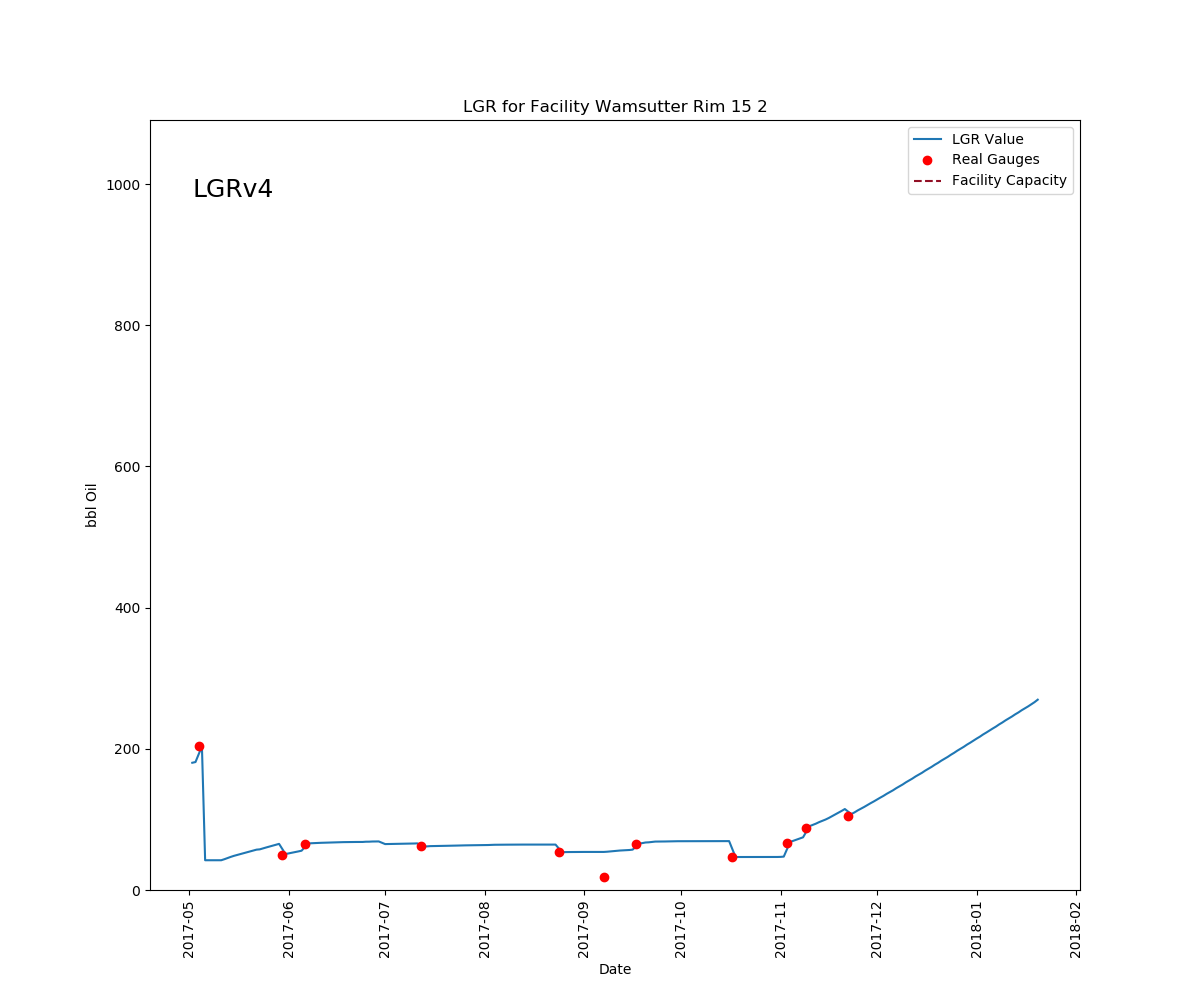 LGR for Facility Wamsutter Rim 15 2
LGR Value
Real Gauges
Facility Capacity
LGRv4
bbl Oil
1000
800
600
400
200
0
2017-05
2017-06
2017-07
2017-08
2017-09
2017-10
2017-11
2017-12
2018-01
2018-02
Date